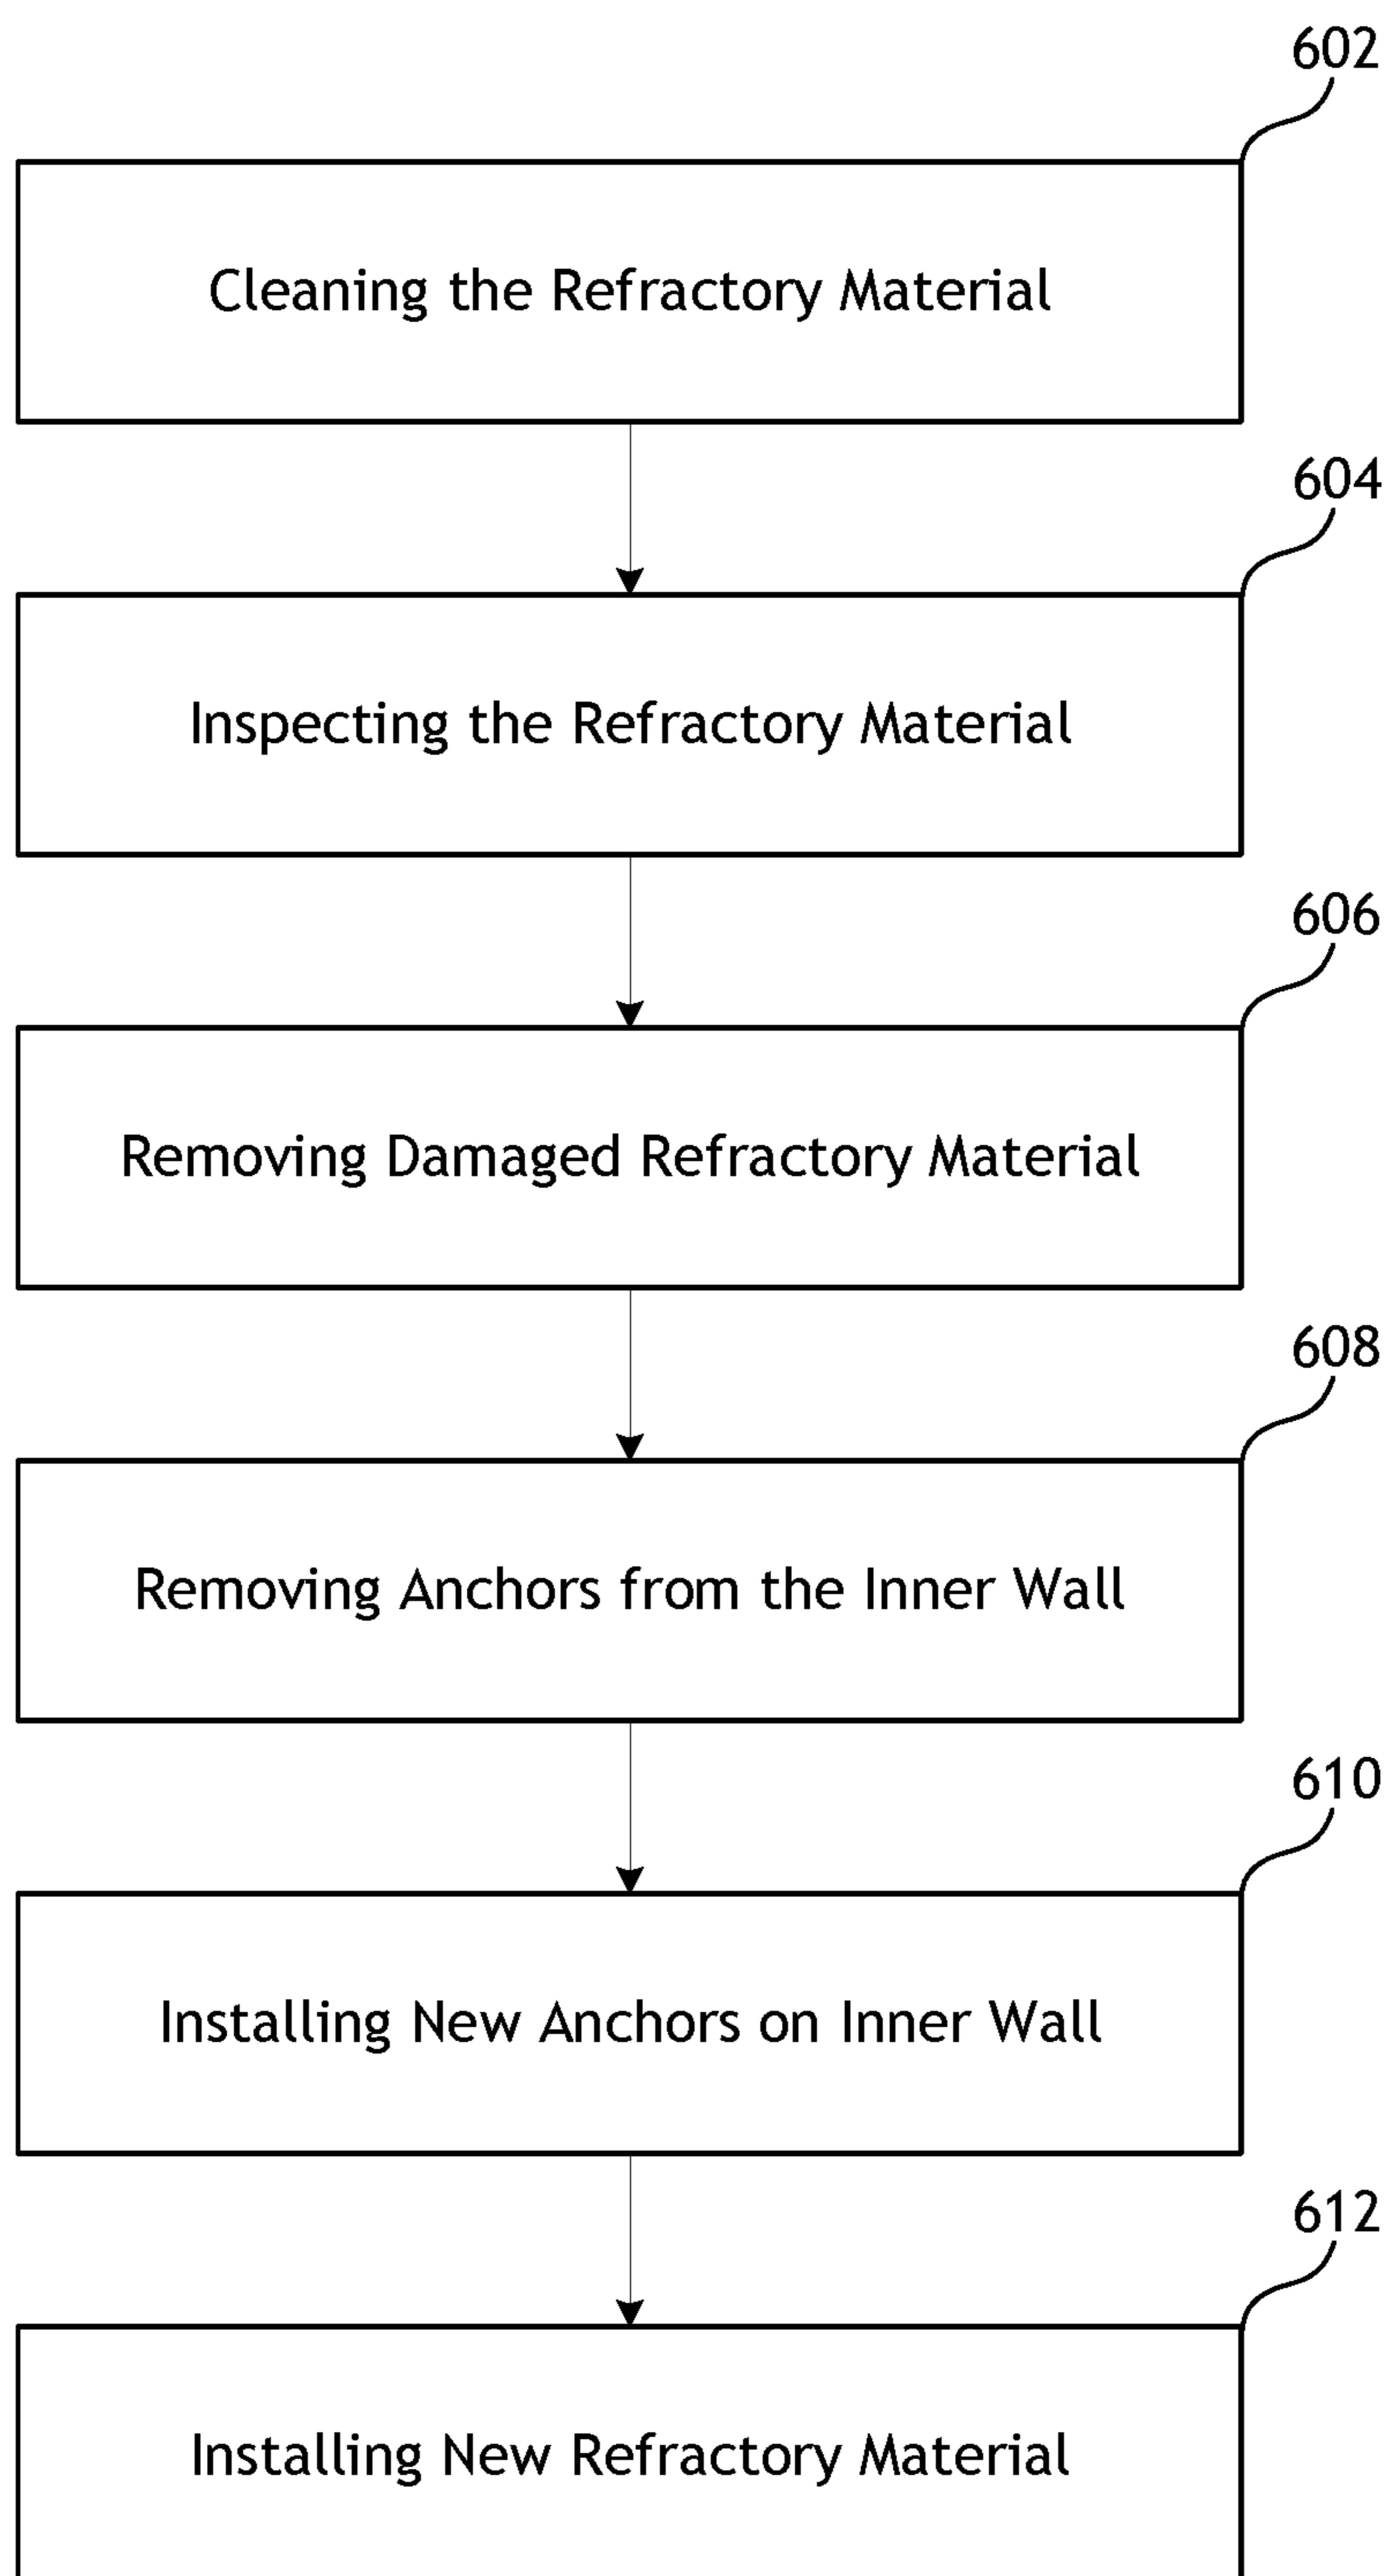 602
Cleaning the Refractory Material
604
Inspecting the Refractory Material
606
Removing Damaged Refractory Material
608
Removing Anchors from the Inner Wall
610
Installing New Anchors on Inner Wall
612
Installing New Refractory Material